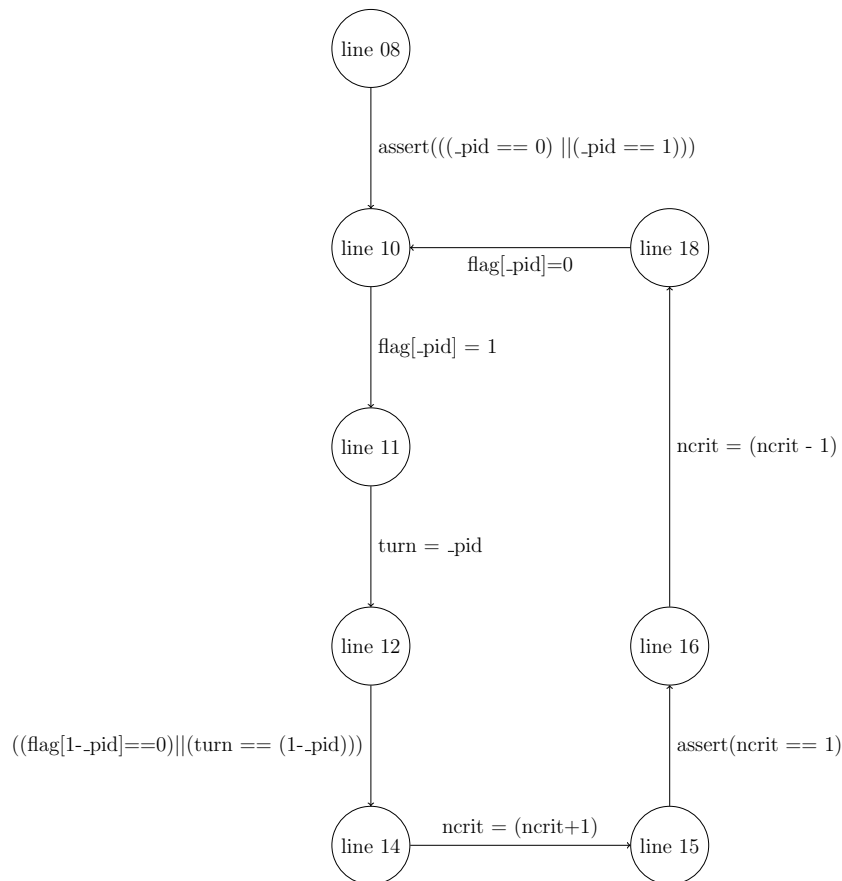 line 08
assert(((_pid == 0) ||(_pid == 1)))
line 10
line 18
flag[_pid]=0
flag[_pid] = 1
line 11
ncrit = (ncrit - 1)
turn = _pid
line 12
line 16
((flag[1-_pid]==0)||(turn == (1-_pid)))
assert(ncrit == 1)
line 14
ncrit = (ncrit+1)
line 15